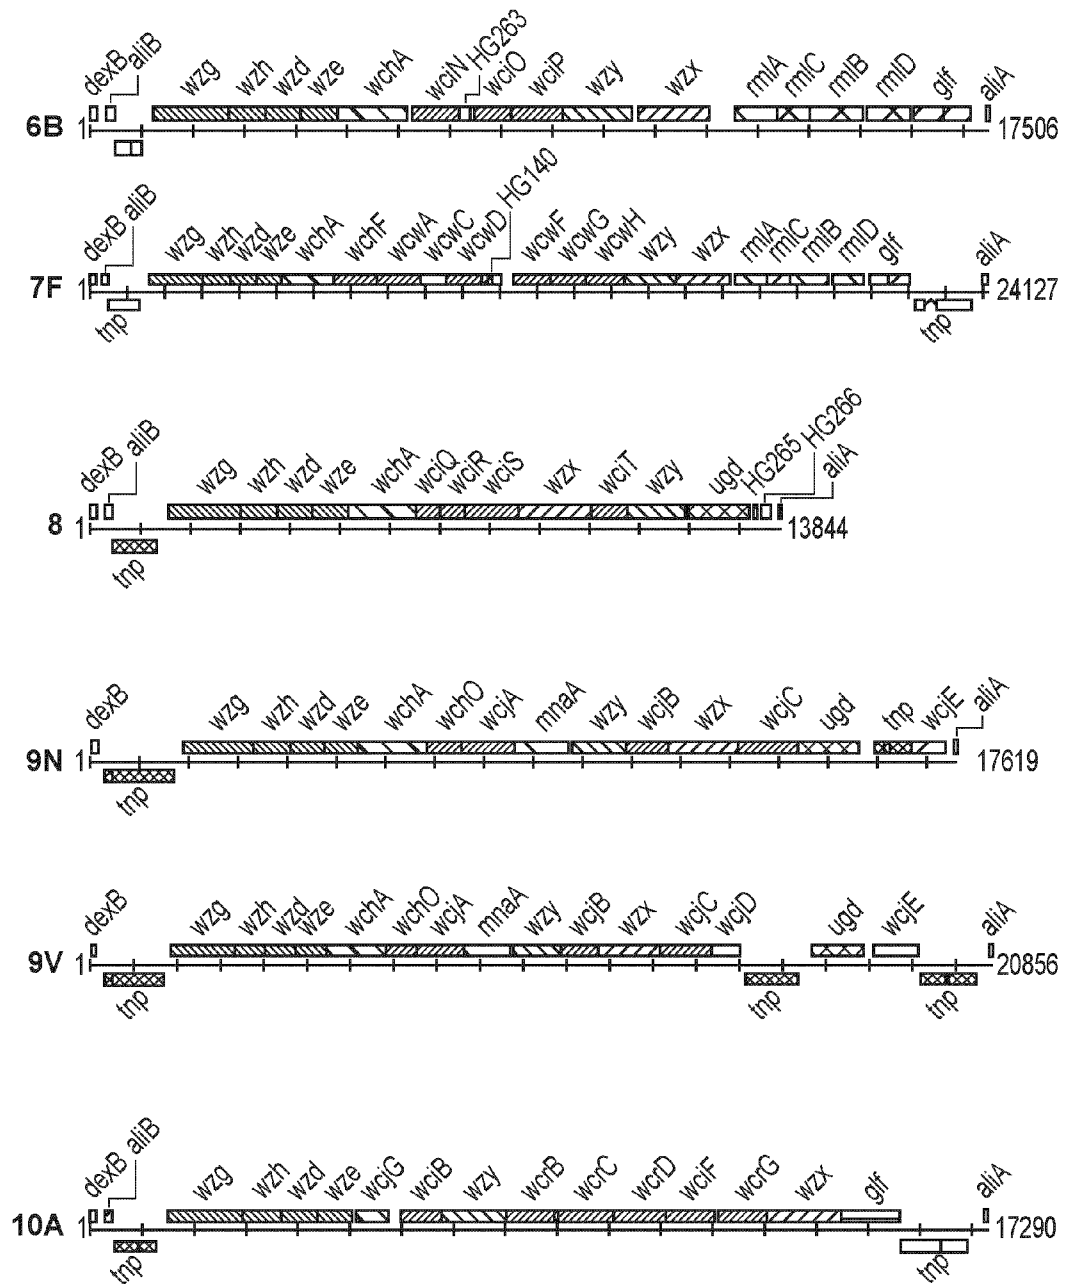 dexB aliB wzg wzh wzd wze wchA wciN HG263 wciO wciP wzy wzx rmlA rmlC rmlB rmlD glf aliA
6B 1 17506
dexB aliB wzg wzh wzd wze wchA wchF wcwA wcwC wcwD HG140 wcwF wcwG wcwH wzy wzx rmlA rmlC rmlB rmlD glf aliA
7F 1 24127
tnp tnp
dexB aliB wzg wzh wzd wze wchA wciQ wciR wciS wzx wciT wzy ugd HG265 HG266 aliA
8 1 13844
tnp
dexB wzg wzh wzd wze wchA wchO wcjA mnaA wzy wcjB wzx wcjC ugd tnp wcjE aliA
9N 1 17619
tnp
dexB wzg wzh wzd wze wchA wchO wcjA mnaA wzy wcjB wzx wcjC wcjD ugd wcjE aliA
9V 1 20856
tnp tnp tnp
dexB aliB wzg wzh wzd wze wcjG wciB wzy wcrB wcrC wcrD wciF wcrG wzx glf aliA
10A 1 17290
tnp tnp